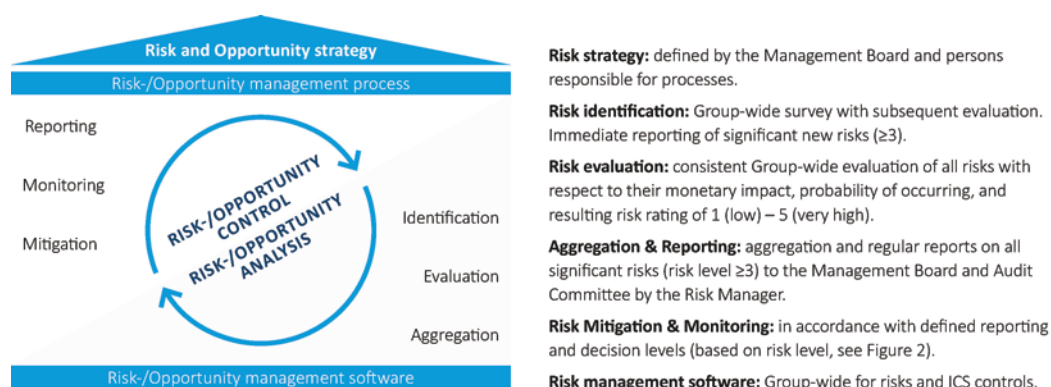 Risk and Opportunity strategy
Risk-/Opportunity management process
Reporting
Monitoring
Mitigation
RISK-/OPPORTUNITY
CONTROL
RISK-/OPPORTUNITY
ANALYSIS
Identification
Evaluation
Aggregation
Risk-/Opportunity management software
Risk strategy: defined by the Management Board and persons
responsible for processes.
Risk identification: Group-wide survey with subsequent evaluation.
Immediate reporting of significant new risks (≥3).
Risk evaluation: consistent Group-wide evaluation of all risks with
respect to their monetary impact, probability of occurring, and
resulting risk rating of 1 (low) – 5 (very high).
Aggregation & Reporting: aggregation and regular reports on all
significant risks (risk level ≥3) to the Management Board and Audit
Committee by the Risk Manager.
Risk Mitigation & Monitoring: in accordance with defined reporting
and decision levels (based on risk level, see Figure 2).
Risk management software: Group-wide for risks and ICS controls.